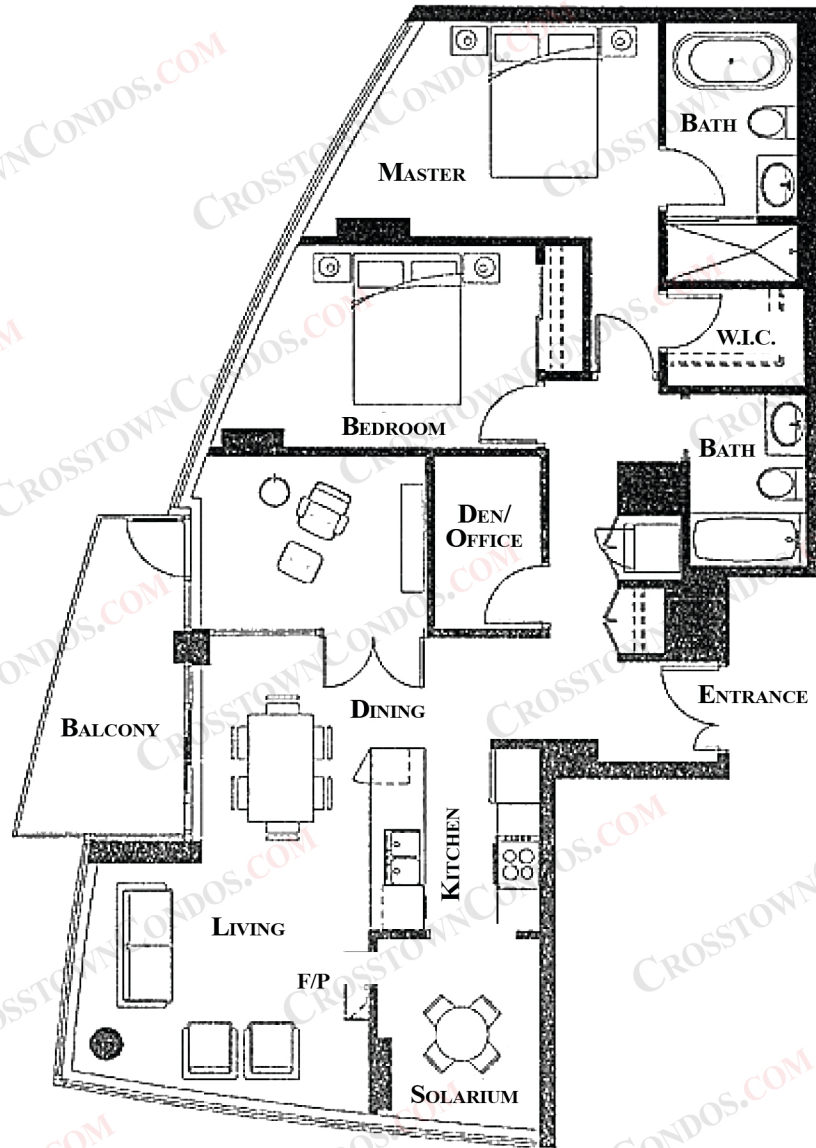 BATH
MASTER
W.I.C.
BEDROOM
BATH
DEN/
OFFICE
ENTRANCE
DINING
BALCONY
KITCHEN
LIVING
F/P
SOLARIUM
CROSSTOWNCONDOS.COM